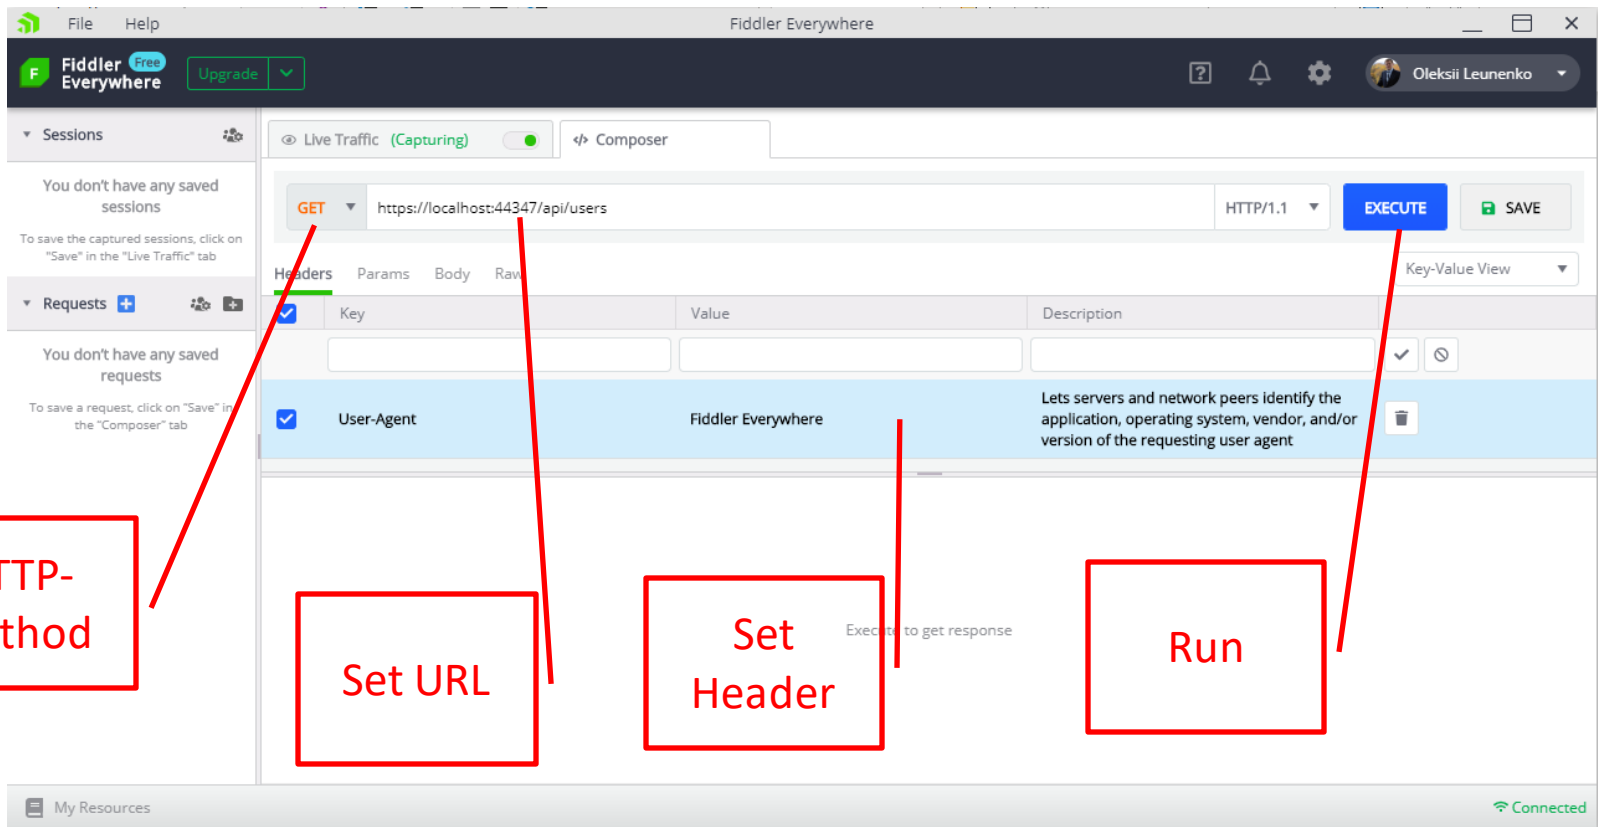 File Help Fiddler Everywhere
Fiddler Free
Everywhere
Upgrade
Oleksii Leunenko
Sessions
Live Traffic (Capturing)
Composer
You don't have any saved
sessions
To save the captured sessions, click on
"Save" in the "Live Traffic" tab
GET https://localhost:44347/api/users HTTP/1.1 EXECUTE SAVE
Headers Params Body Raw Key-Value View
Requests
Key Value Description
You don't have any saved
requests
To save a request, click on "Save" in
the "Composer" tab
User-Agent Fiddler Everywhere
Lets servers and network peers identify the
application, operating system, vendor, and/or
version of the requesting user agent
TTP-
thod
Set URL
Set
Header
Execute to get response
Run
My Resources Connected